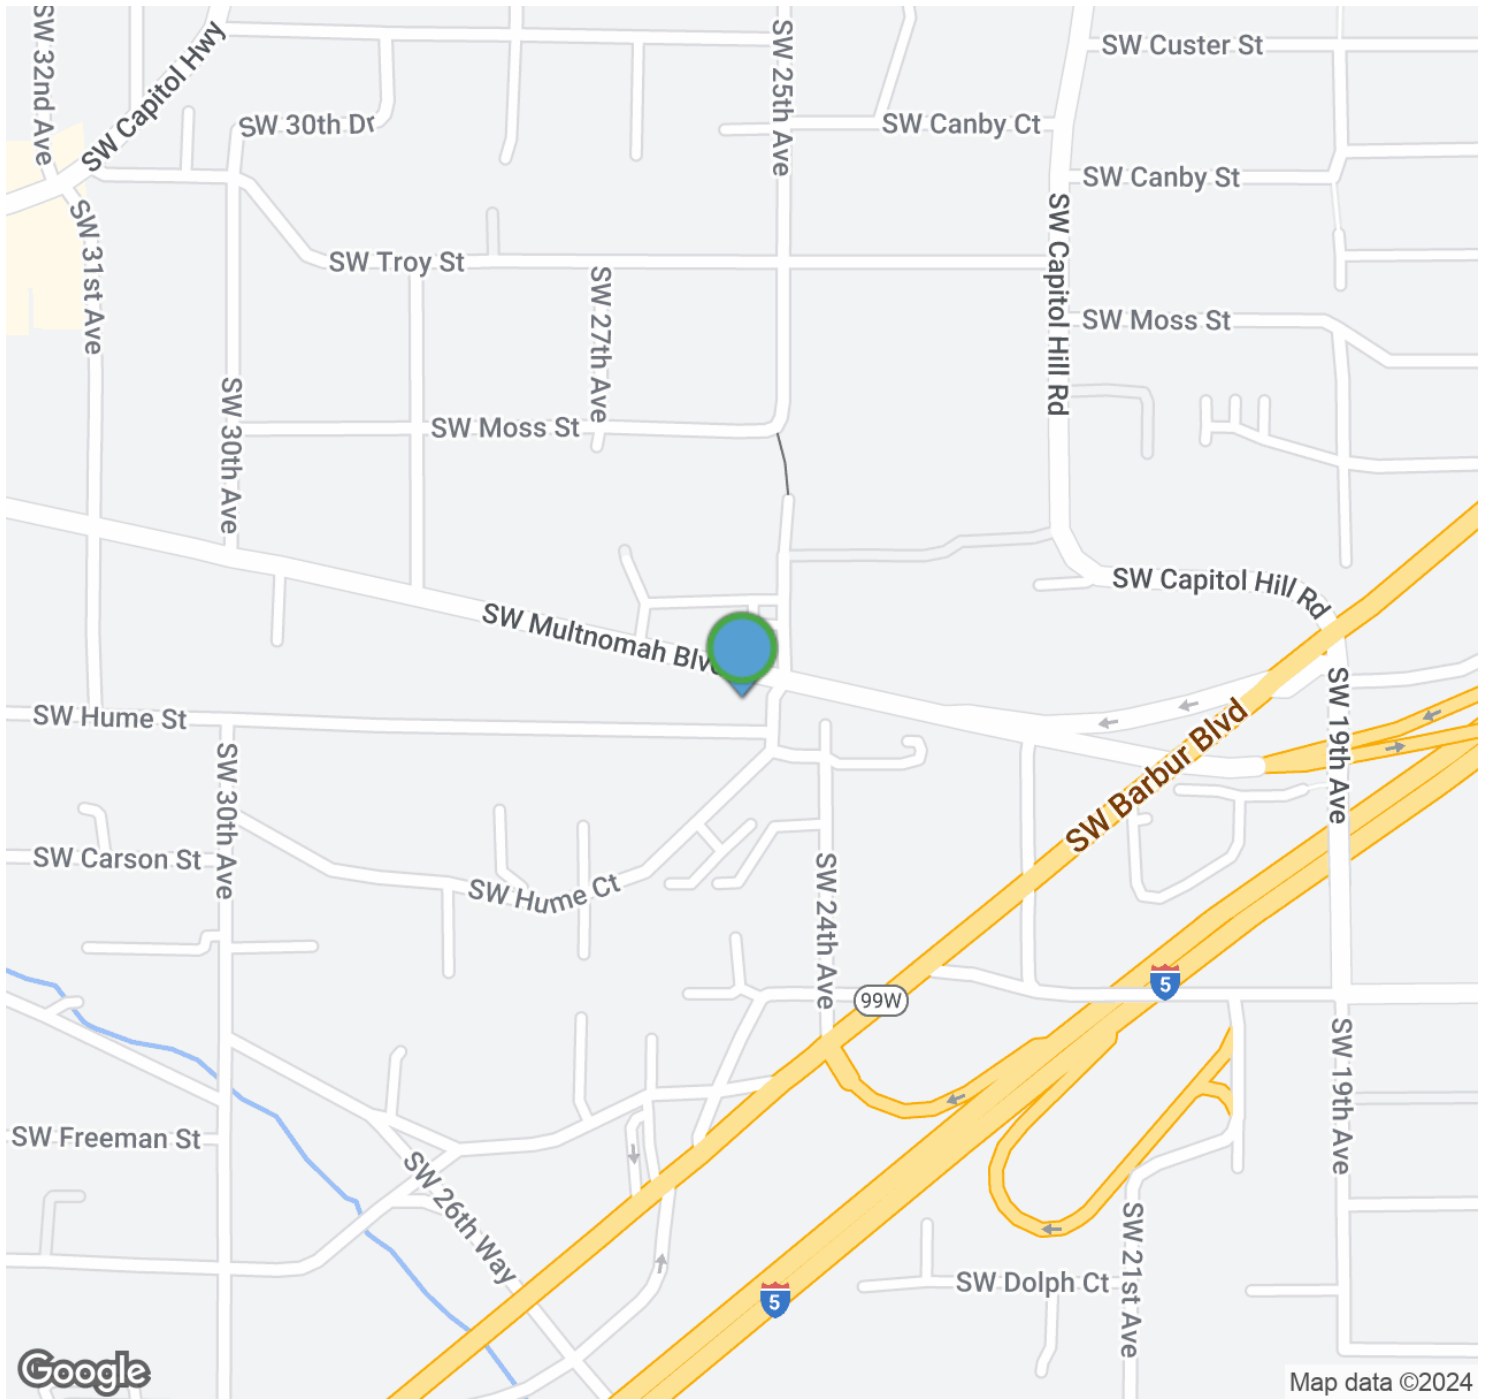 SW 32nd Ave
SW Capitol Hwy
SW 25th Ave
SW Custer St
SW 30th Dr
SW Canby Ct
SW Canby St
SW 31st Ave
SW Troy St
SW 27th Ave
SW Capitol Hill Rd
SW Moss St
SW 30th Ave
SW Moss St
SW Capitol Hill Rd
SW Multnomah Blvd
SW Hume St
SW 19th Ave
SW Barbur Blvd
SW 30th Ave
SW Carson St
SW Hume Ct
SW 24th Ave
5
99W
SW 19th Ave
SW Freeman St
SW 26th Way
SW 21st Ave
SW Dolph Ct
5
Google
Map data ©2024